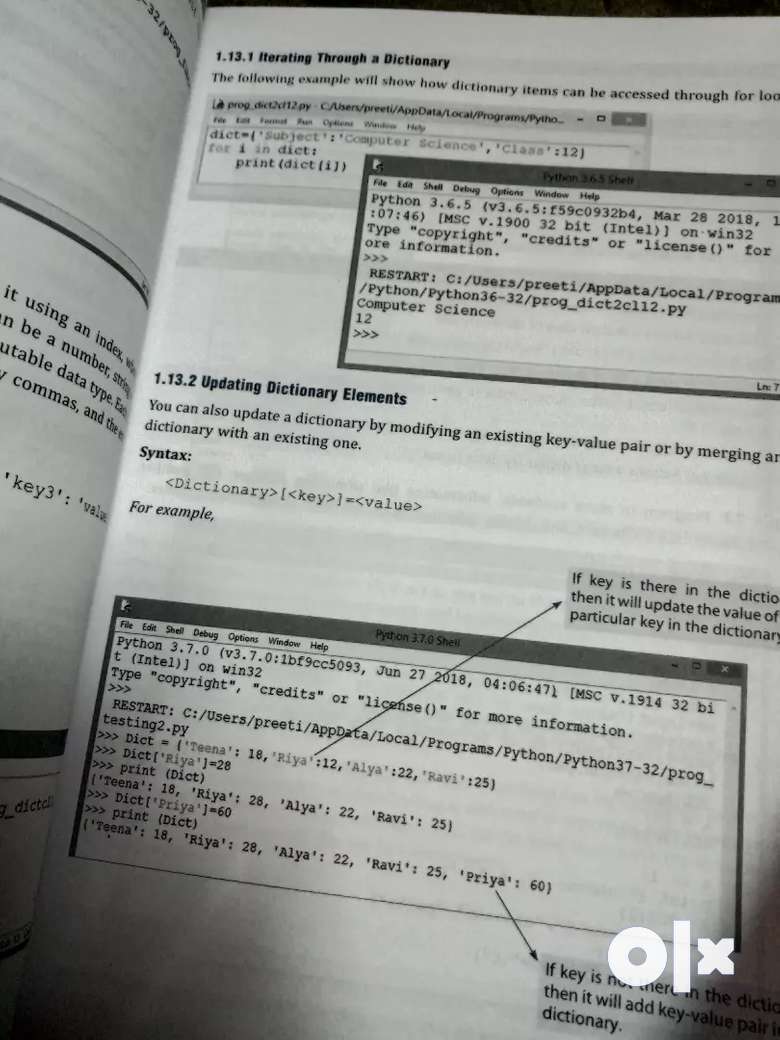 1.13.1 Iterating Through a Dictionary
The following example will show how dictionary items can be accessed through for loo
prog_dict2cl12.py - C:/Users/preeti/AppData/Local/Programs/Pytho...
File Edit Format Run Options Window Help
dict={'Subject':'Computer Science','Class':12}
for i in dict:
print(dict[i])
Python 3.6.5 Shell
File Edit Shell Debug Options Window Help
Python 3.6.5 (v3.6.5:f59c0932b4, Mar 28 2018, 1
:07:46) [MSC v.1900 32 bit (Intel)] on win32
Type "copyright", "credits" or "license()" for
ore information.
>>>
RESTART: C:/Users/preeti/AppData/Local/Program
/Python/Python36-32/prog_dict2cl12.py
Computer Science
12
>>>
Ln: 7
it using an index,
n be a number, string
utable data type.
y commas, and the
'key3': 'value
1.13.2 Updating Dictionary Elements
You can also update a dictionary by modifying an existing key-value pair or by merging an
dictionary with an existing one.
Syntax:
<Dictionary>[<key>]=<value>
For example,
If key is there in the dictio
then it will update the value of
particular key in the dictionary
Python 3.7.0 Shell
File Edit Shell Debug Options Window Help
Python 3.7.0 (v3.7.0:1bf9cc5093, Jun 27 2018, 04:06:47) [MSC v.1914 32 bi
t (Intel)] on win32
Type "copyright", "credits" or "license()" for more information.
>>>
RESTART: C:/Users/preeti/AppData/Local/Programs/Python/Python37-32/prog_
testing2.py
>>> Dict = {'Teena': 18,'Riya':12,'Alya':22,'Ravi':25}
>>> Dict['Riya']=28
>>> print (Dict)
{'Teena': 18, 'Riya': 28, 'Alya': 22, 'Ravi': 25}
>>> Dict['Priya']=60
>>> print (Dict)
{'Teena': 18, 'Riya': 28, 'Alya': 22, 'Ravi': 25, 'Priya': 60}
If key is not there in the dictio
then it will add key-value pair i
dictionary.
olx